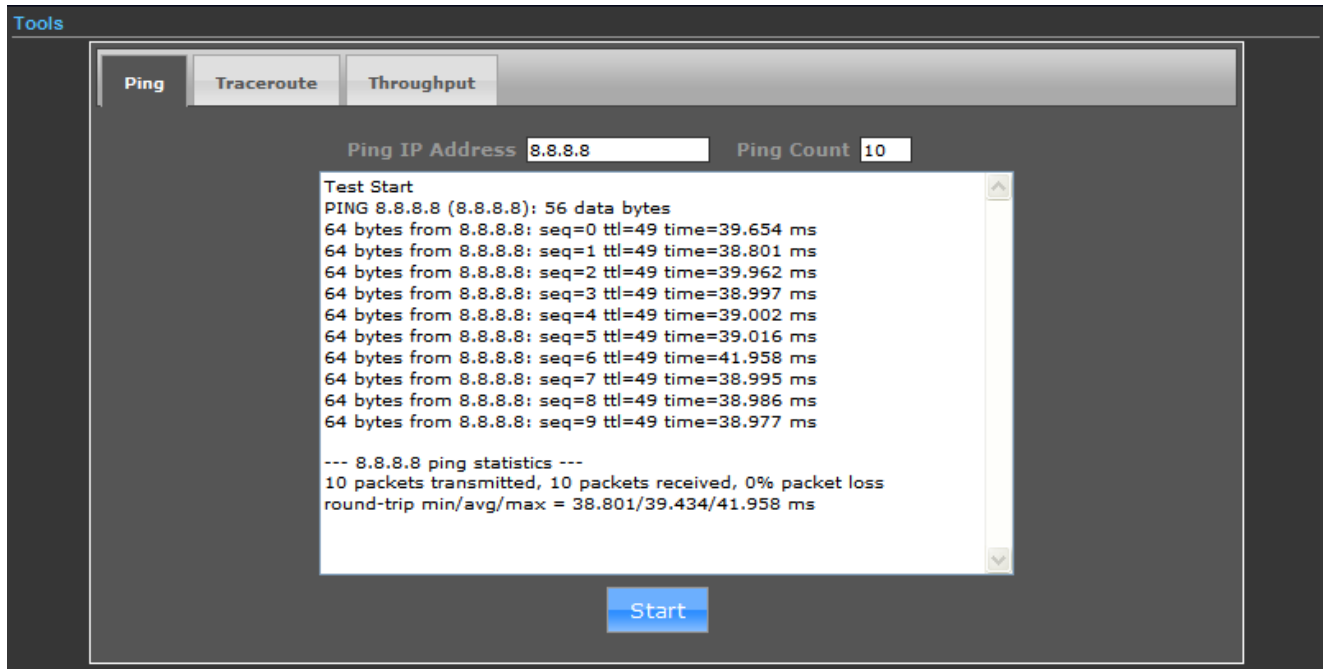 Tools
Ping Traceroute Throughput
Ping IP Address 8.8.8.8 Ping Count 10
Test Start
PING 8.8.8.8 (8.8.8.8): 56 data bytes
64 bytes from 8.8.8.8: seq=0 ttl=49 time=39.654 ms
64 bytes from 8.8.8.8: seq=1 ttl=49 time=38.801 ms
64 bytes from 8.8.8.8: seq=2 ttl=49 time=39.962 ms
64 bytes from 8.8.8.8: seq=3 ttl=49 time=38.997 ms
64 bytes from 8.8.8.8: seq=4 ttl=49 time=39.002 ms
64 bytes from 8.8.8.8: seq=5 ttl=49 time=39.016 ms
64 bytes from 8.8.8.8: seq=6 ttl=49 time=41.958 ms
64 bytes from 8.8.8.8: seq=7 ttl=49 time=38.995 ms
64 bytes from 8.8.8.8: seq=8 ttl=49 time=38.986 ms
64 bytes from 8.8.8.8: seq=9 ttl=49 time=38.977 ms
--- 8.8.8.8 ping statistics ---
10 packets transmitted, 10 packets received, 0% packet loss
round-trip min/avg/max = 38.801/39.434/41.958 ms
Start